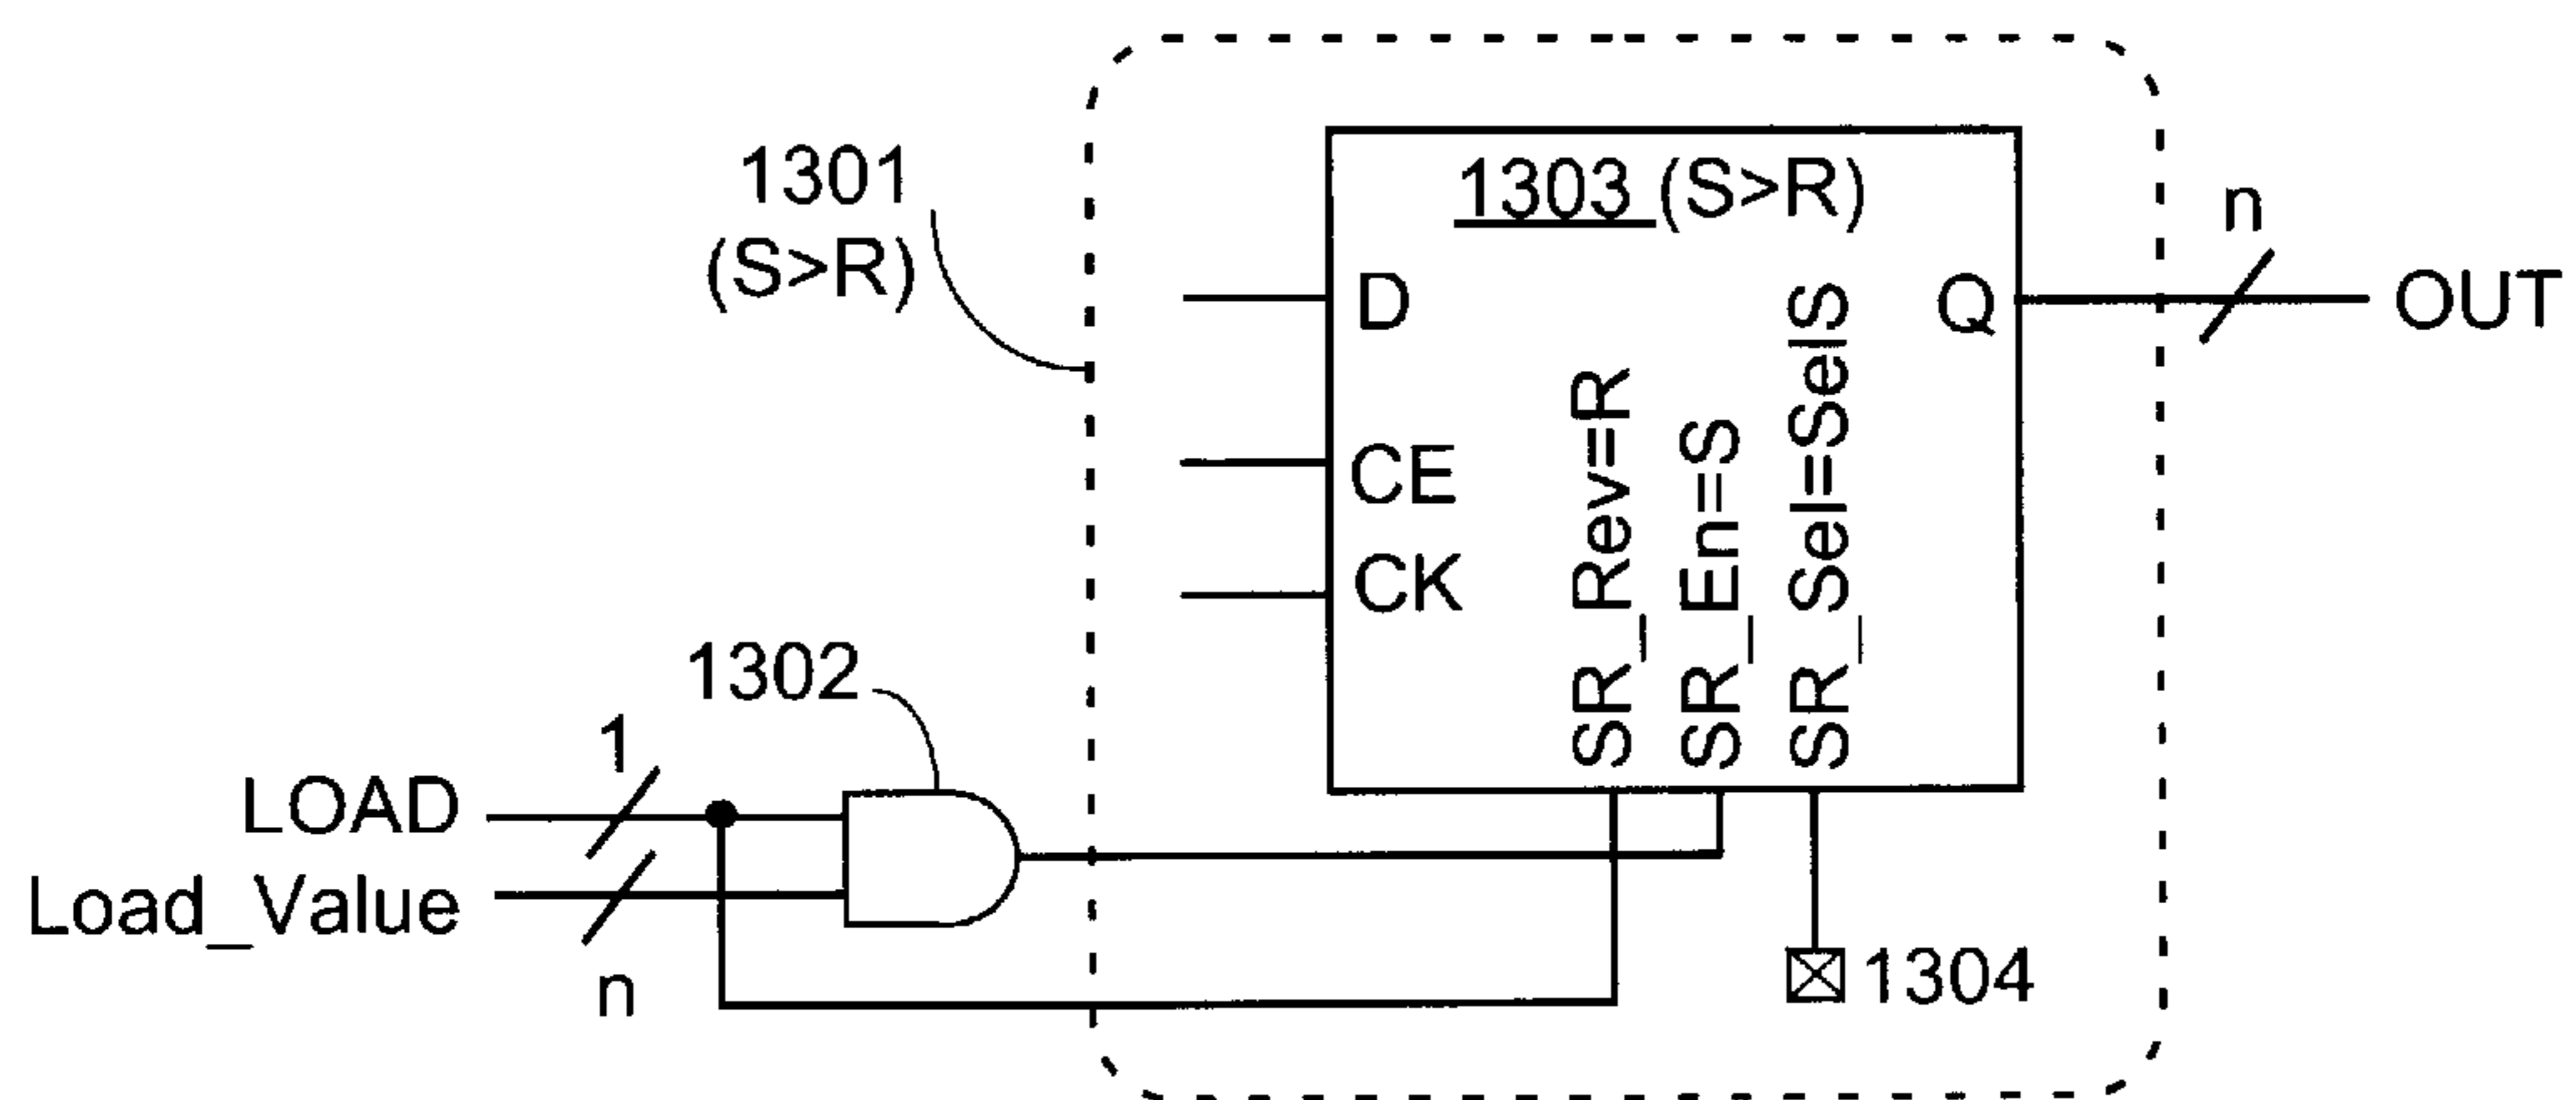 1301
(S>R)
1303 (S>R)
D
CE
CK
Q
SR_Rev=R
SR_En=S
SR_Sel=SelS
n
OUT
1302
1
LOAD
Load_Value
n
1304